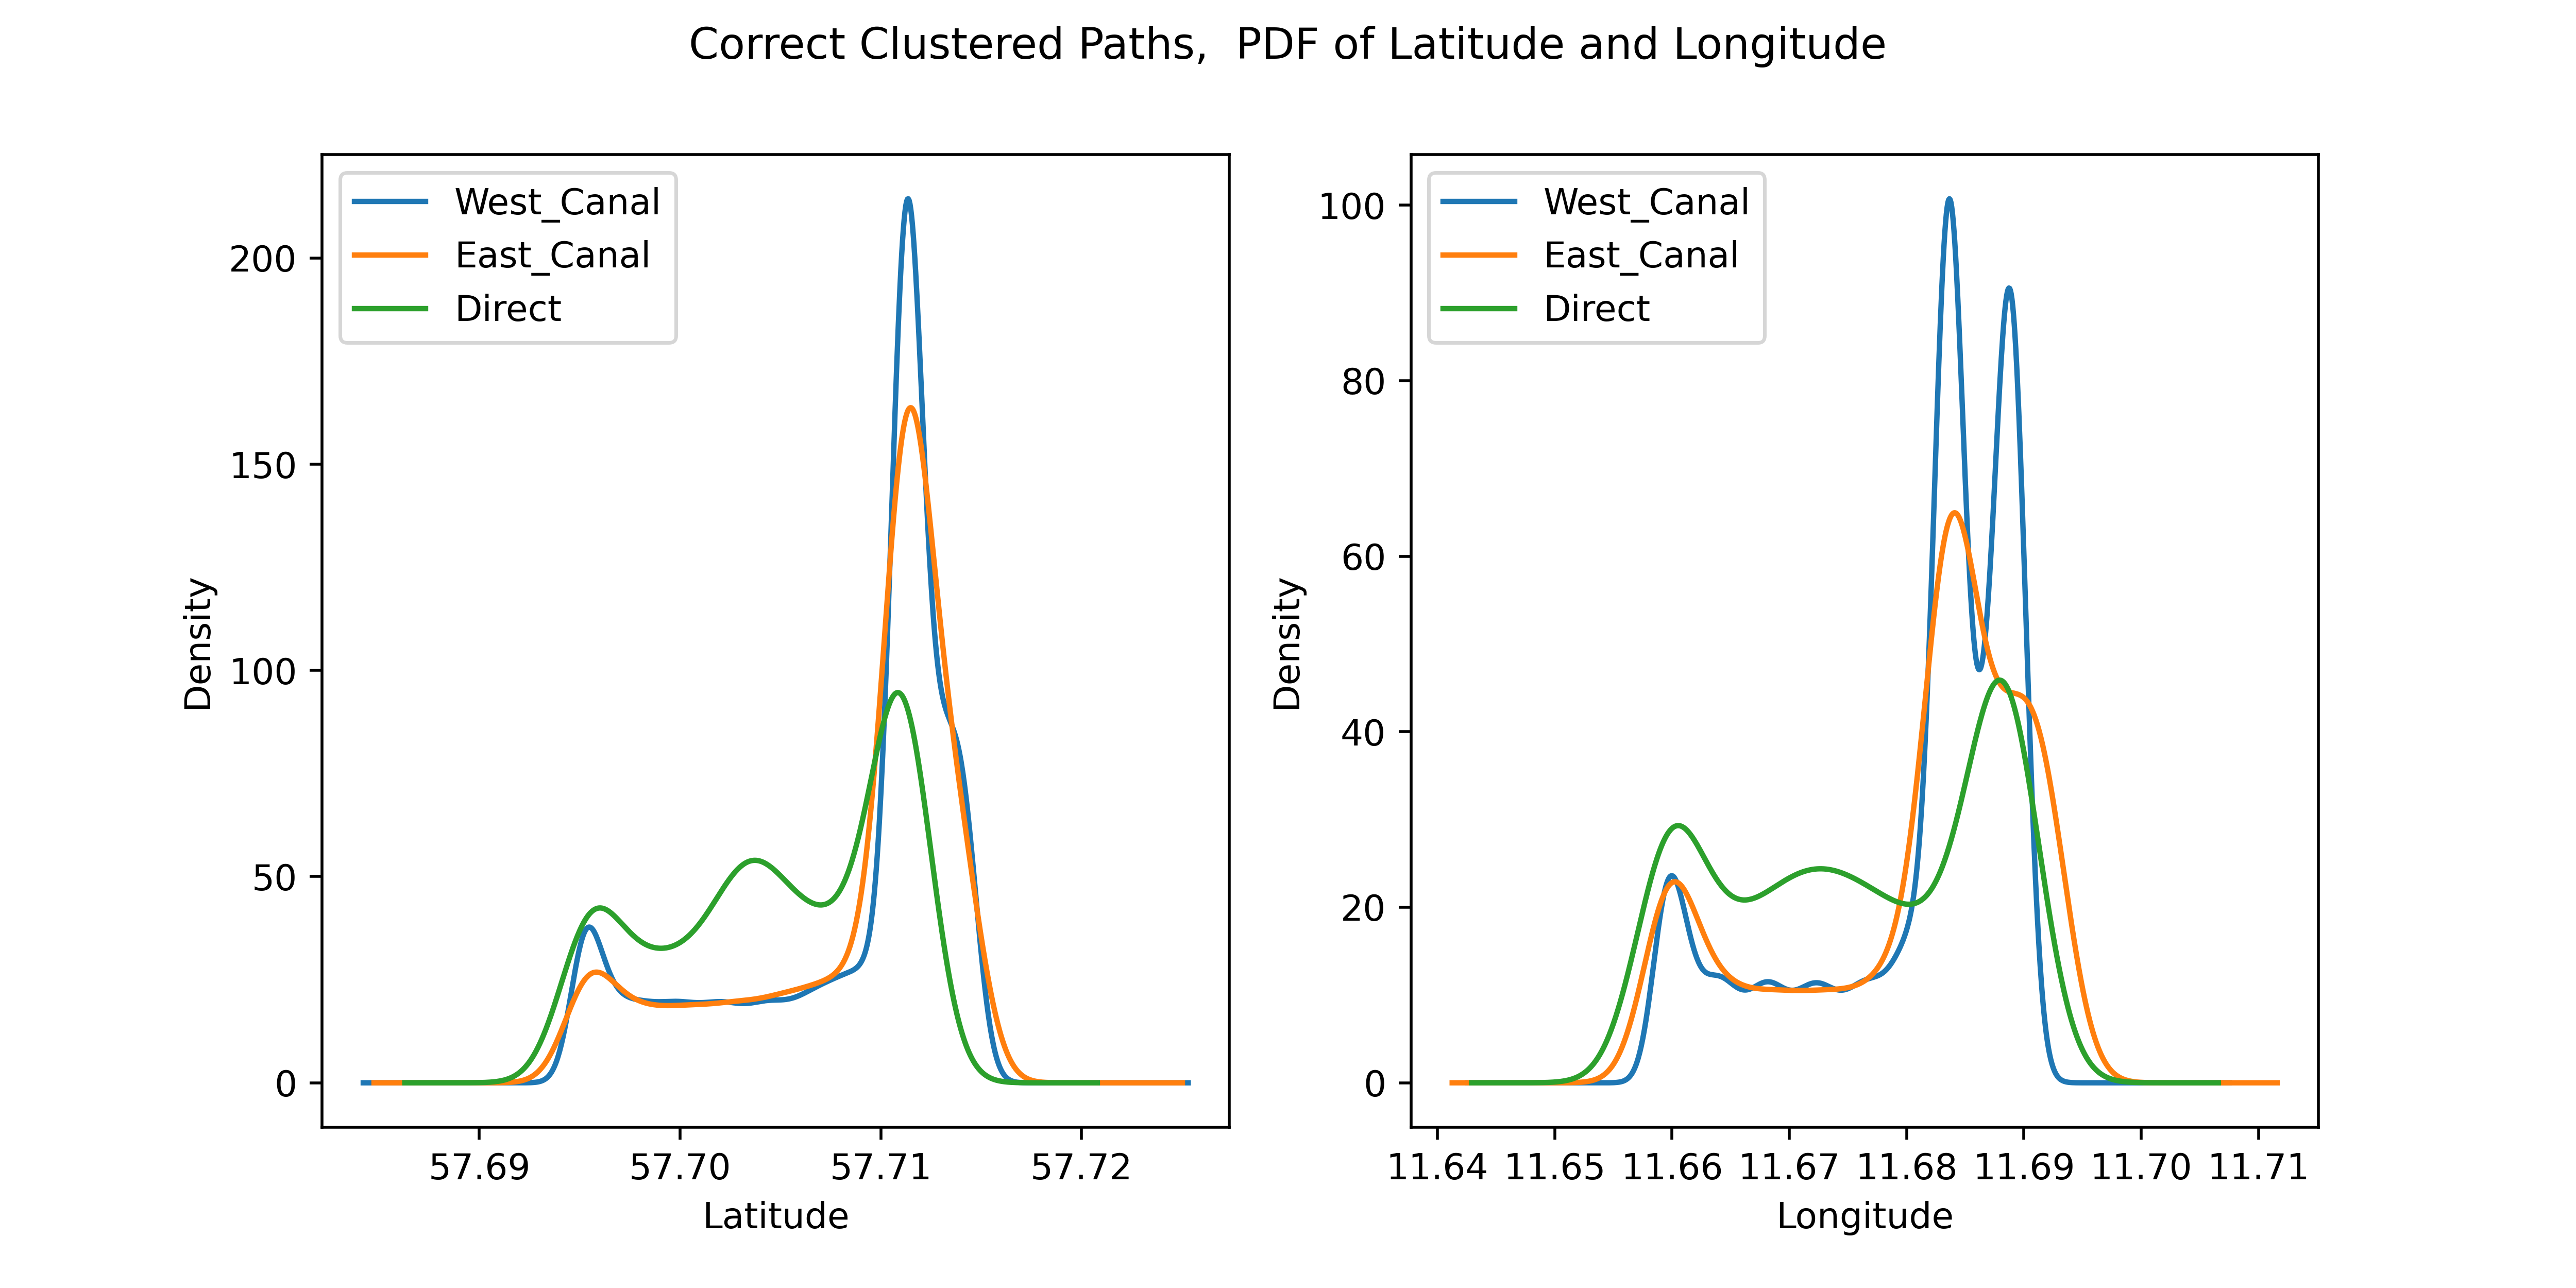 Correct Clustered Paths,  PDF of Latitude and Longitude
West_Canal
East_Canal
Direct
200
150
100
50
0
Density
57.69 57.70 57.71 57.72
Latitude
West_Canal
East_Canal
Direct
100
80
60
40
20
0
Density
11.64 11.65 11.66 11.67 11.68 11.69 11.70 11.71
Longitude